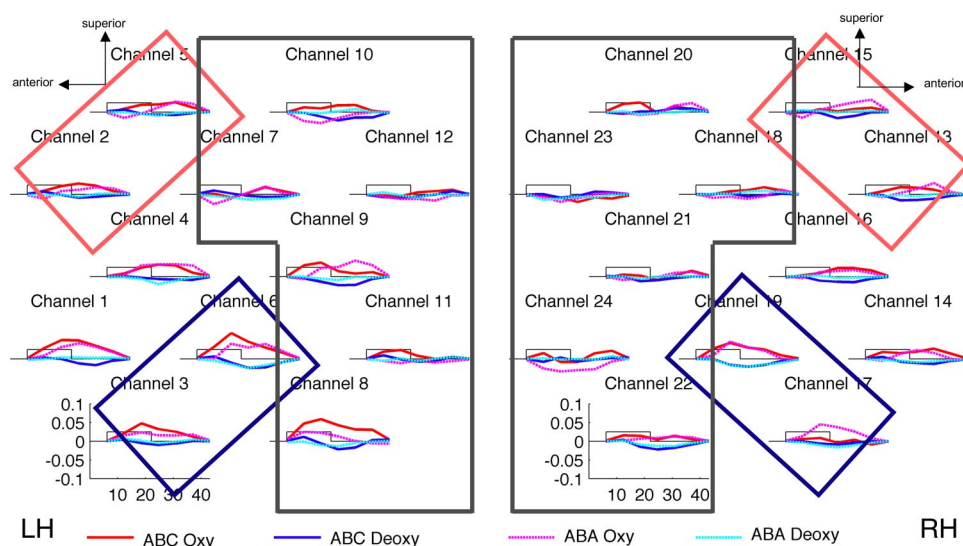 superior
superior
Channel 5
Channel 10
Channel 20
Channel 15
anterior
anterior
Channel 2
Channel 7
Channel 12
Channel 23
Channel 18
Channel 13
Channel 4
Channel 9
Channel 21
Channel 16
Channel 1
Channel 6
Channel 11
Channel 24
Channel 19
Channel 14
Channel 3
Channel 8
Channel 22
Channel 17
0.1
0.05
0
-0.05
-0.1
10 20 30 40
0.1
0.05
0
-0.05
-0.1
10 20 30 40
LH
ABC Oxy
ABC Deoxy
ABA Oxy
ABA Deoxy
RH